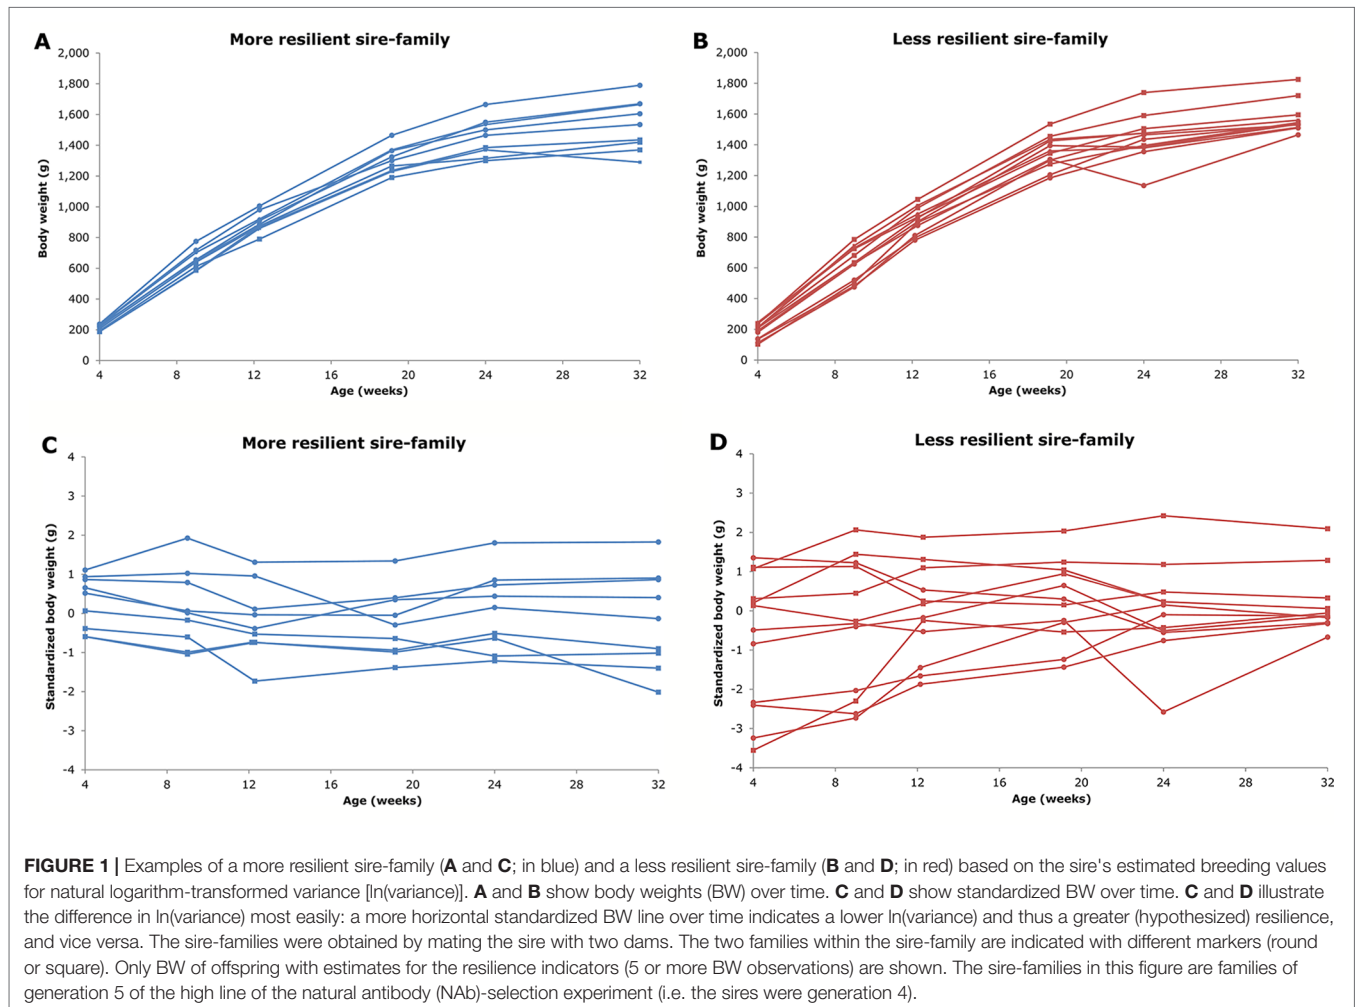 A
More resilient sire-family
2,000
1,800
1,600
1,400
1,200
1,000
800
600
400
200
0
Body weight (g)
4 8 12 16 20 24 28 32
Age (weeks)
B
Less resilient sire-family
2,000
1,800
1,600
1,400
1,200
1,000
800
600
400
200
0
Body weight (g)
4 8 12 16 20 24 28 32
Age (weeks)
C
More resilient sire-family
4
3
2
1
0
-1
-2
-3
-4
Standardized body weight (g)
4 8 12 16 20 24 28 32
Age (weeks)
D
Less resilient sire-family
4
3
2
1
0
-1
-2
-3
-4
Standardized body weight (g)
4 8 12 16 20 24 28 32
Age (weeks)
FIGURE 1 | Examples of a more resilient sire-family (A and C; in blue) and a less resilient sire-family (B and D; in red) based on the sire's estimated breeding values
for natural logarithm-transformed variance [ln(variance)]. A and B show body weights (BW) over time. C and D show standardized BW over time. C and D illustrate
the difference in ln(variance) most easily: a more horizontal standardized BW line over time indicates a lower ln(variance) and thus a greater (hypothesized) resilience,
and vice versa. The sire-families were obtained by mating the sire with two dams. The two families within the sire-family are indicated with different markers (round
or square). Only BW of offspring with estimates for the resilience indicators (5 or more BW observations) are shown. The sire-families in this figure are families of
generation 5 of the high line of the natural antibody (NAb)-selection experiment (i.e. the sires were generation 4).